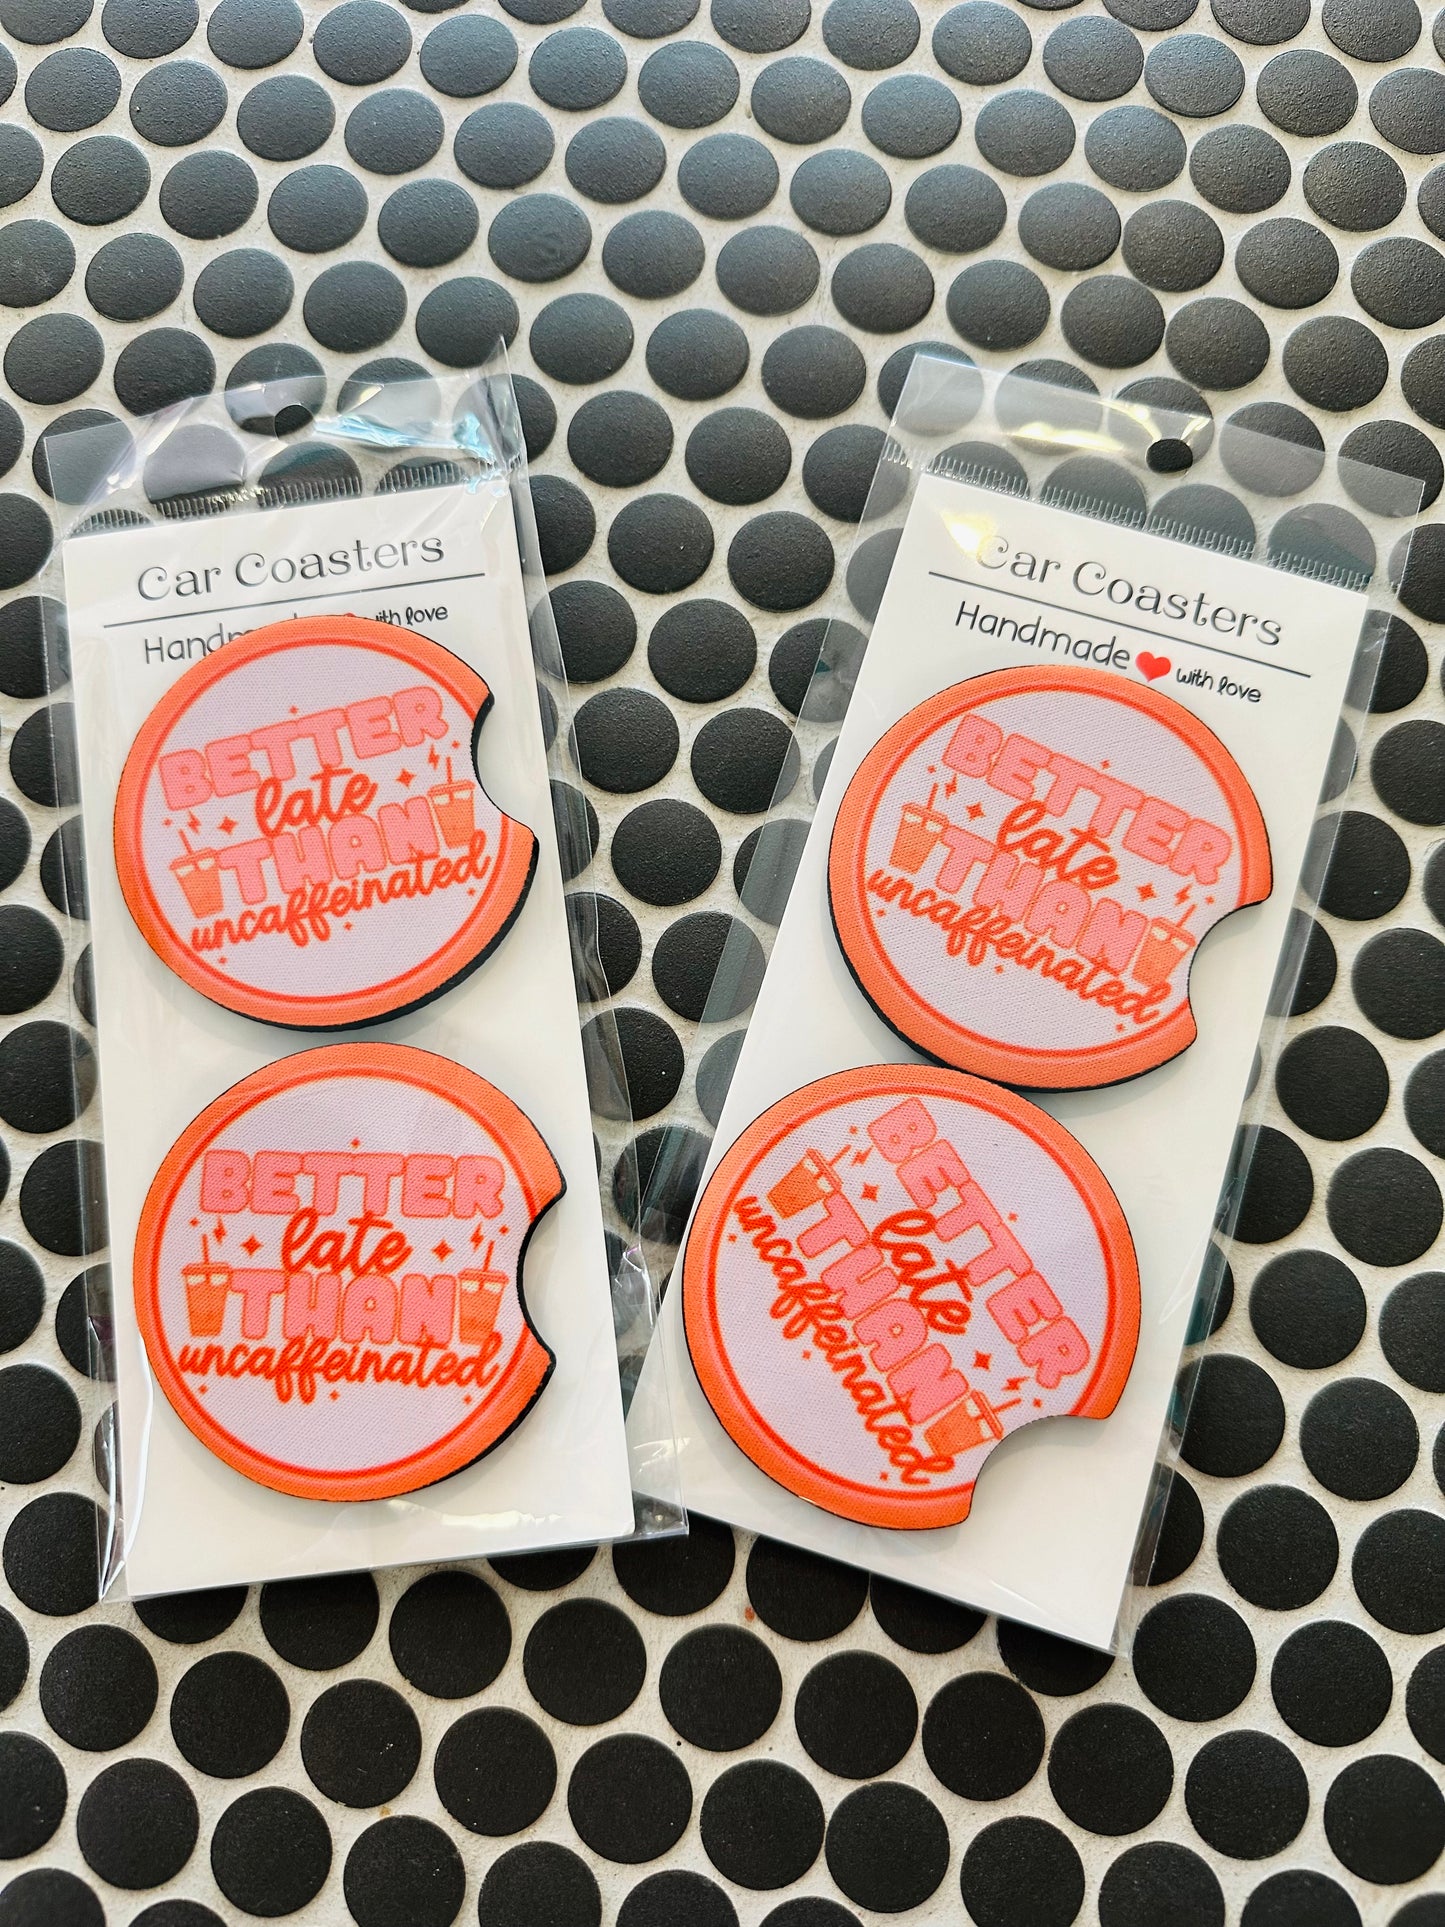 Car Coasters
Handmade with love
BETTER
late
THAN
uncaffeinated
BETTER
late
THAN
uncaffeinated
Car Coasters
Handmade with love
BETTER
late
THAN
uncaffeinated
BETTER
late
THAN
uncaffeinated